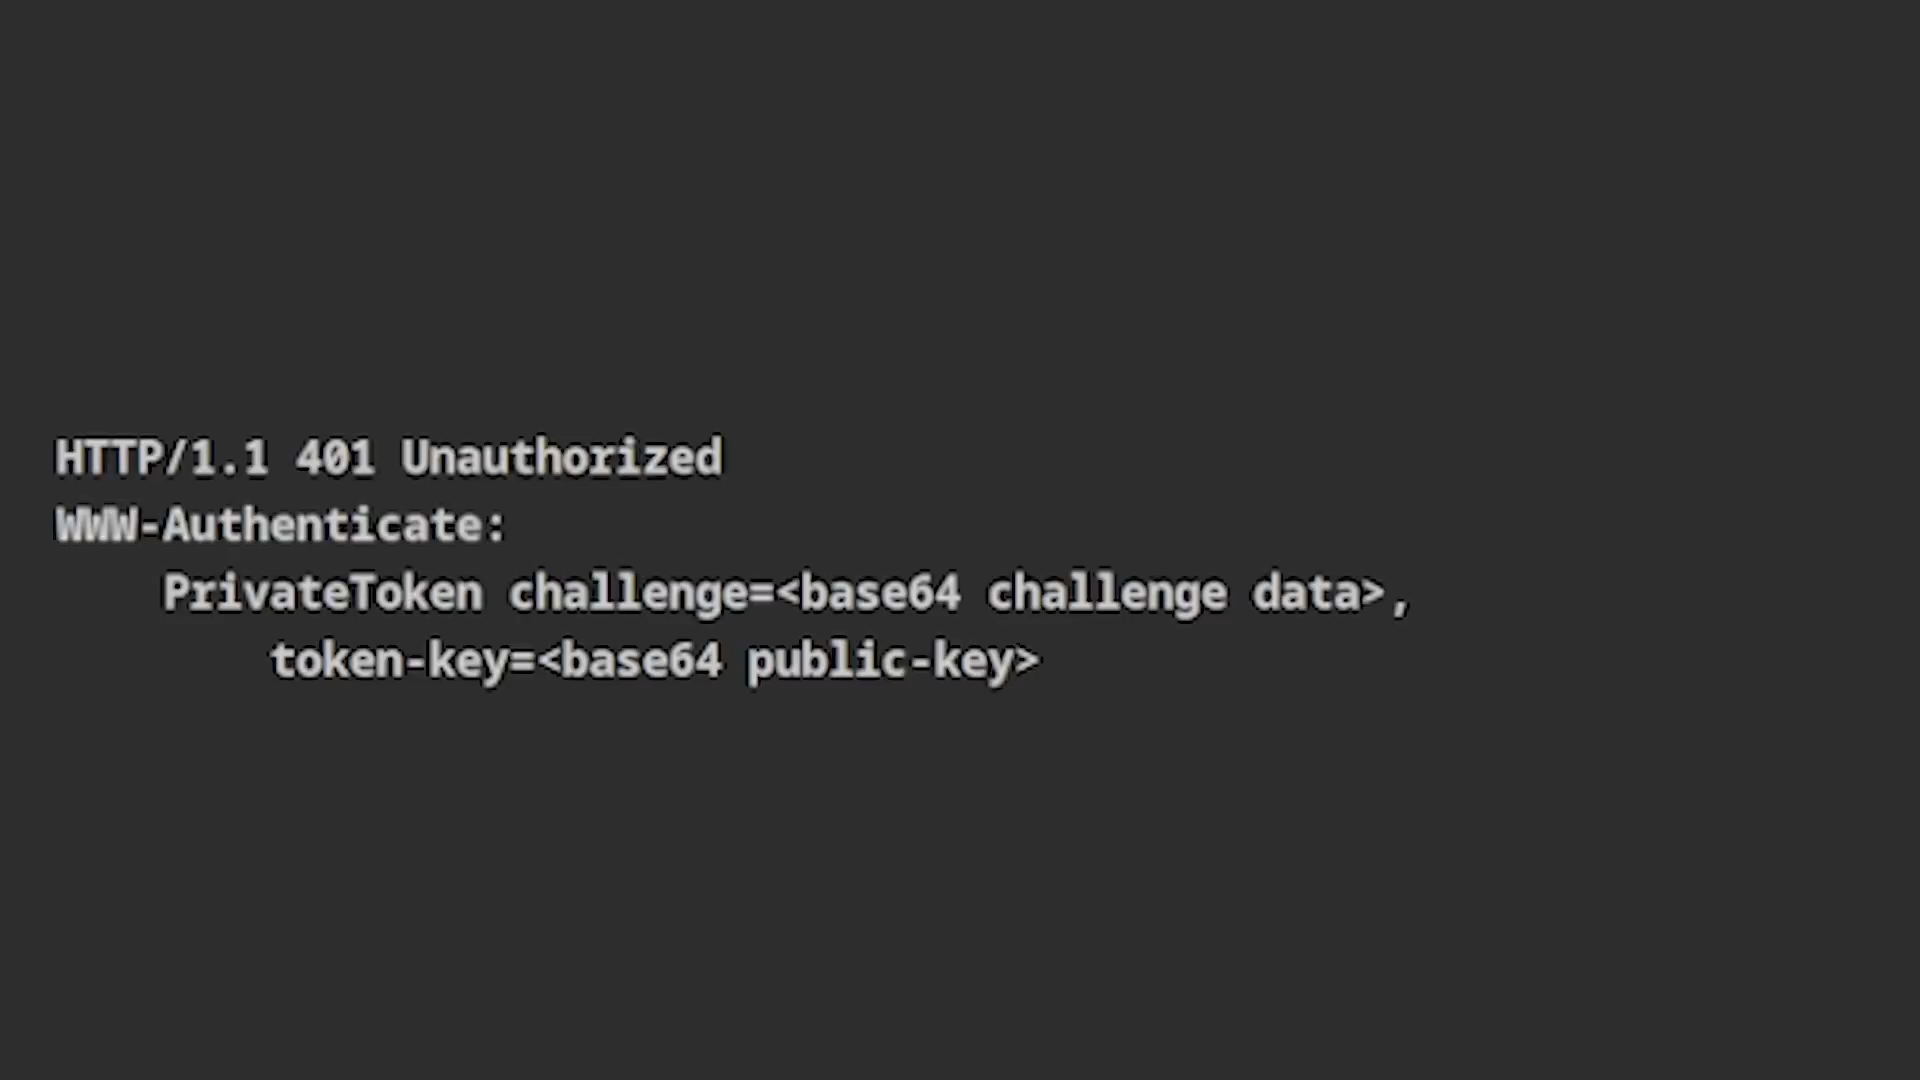 HTTP/1.1 401 Unauthorized
WWW-Authenticate:
PrivateToken challenge=<base64 challenge data>,
token-key=<base64 public-key>